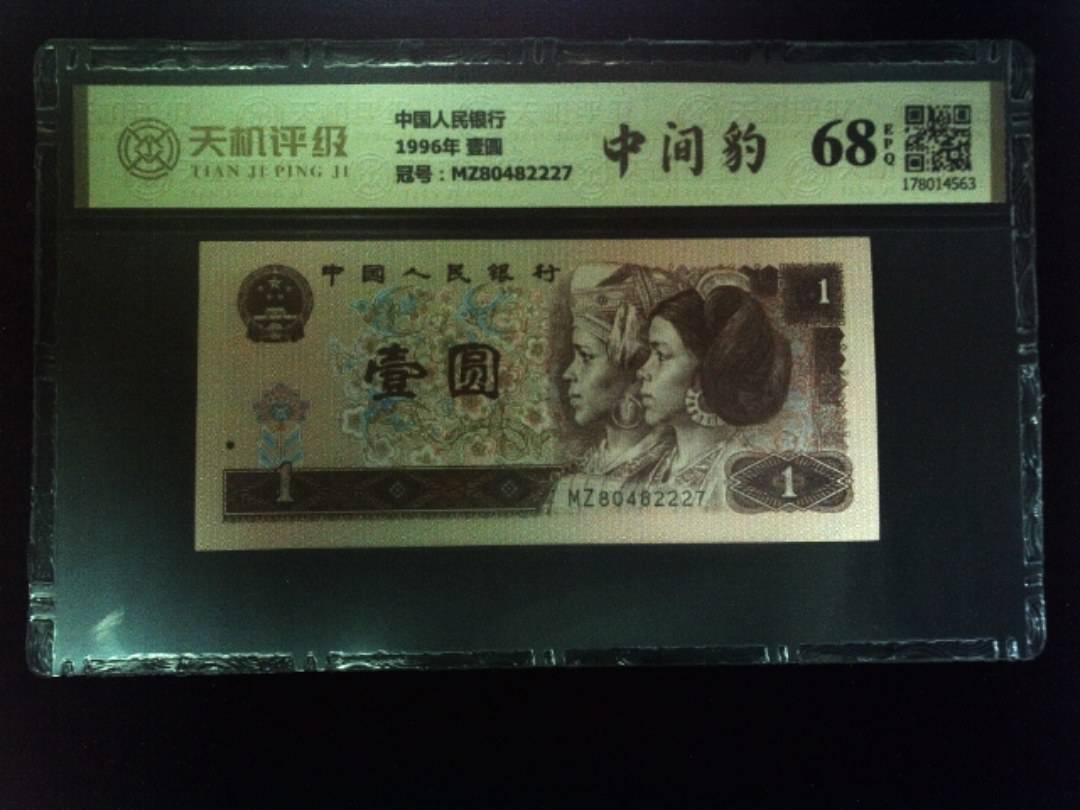 天机评级
TIAN JI PING JI
中国人民银行
1996年 壹圆
冠号：MZ80482227
中间豹
68
EPQ
178014563
中国人民银行
1
壹圆
1
MZ80482227
1